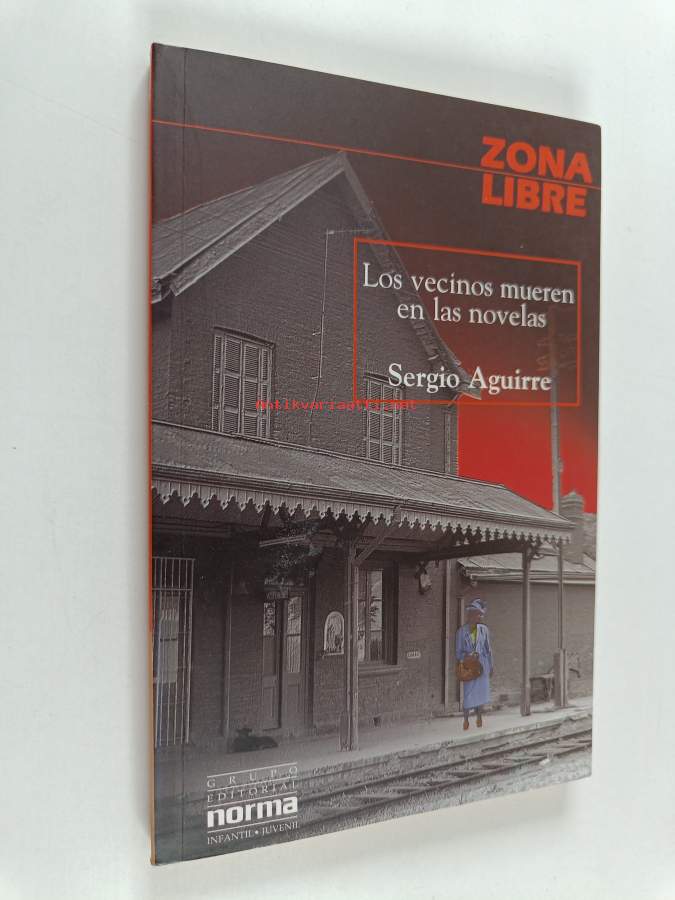 ZONA
LIBRE
Los vecinos mueren
en las novelas
Sergio Aguirre
Antikvariaatti.net
GRUPO
EDITORIAL
norma
INFANTIL • JUVENIL